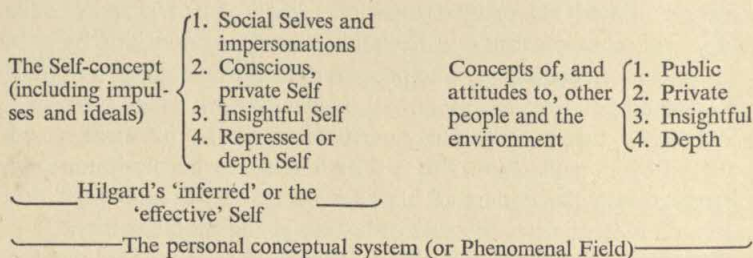 The Self-concept
(including impul-
ses and ideals)
1. Social Selves and
impersonations
2. Conscious,
private Self
3. Insightful Self
4. Repressed or
depth Self
Concepts of, and
attitudes to, other
people and the
environment
1. Public
2. Private
3. Insightful
4. Depth
Hilgard's 'inferred' or the
'effective' Self
The personal conceptual system (or Phenomenal Field)